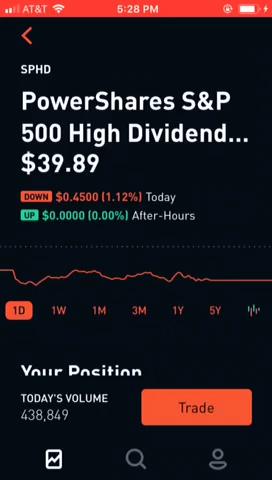 AT&T 5:28 PM
SPHD
PowerShares S&P
500 High Dividend...
$39.89
DOWN $0.4500 (1.12%) Today
UP $0.0000 (0.00%) After-Hours
1D 1W 1M 3M 1Y 5Y
Your Position
TODAY'S VOLUME
438,849
Trade